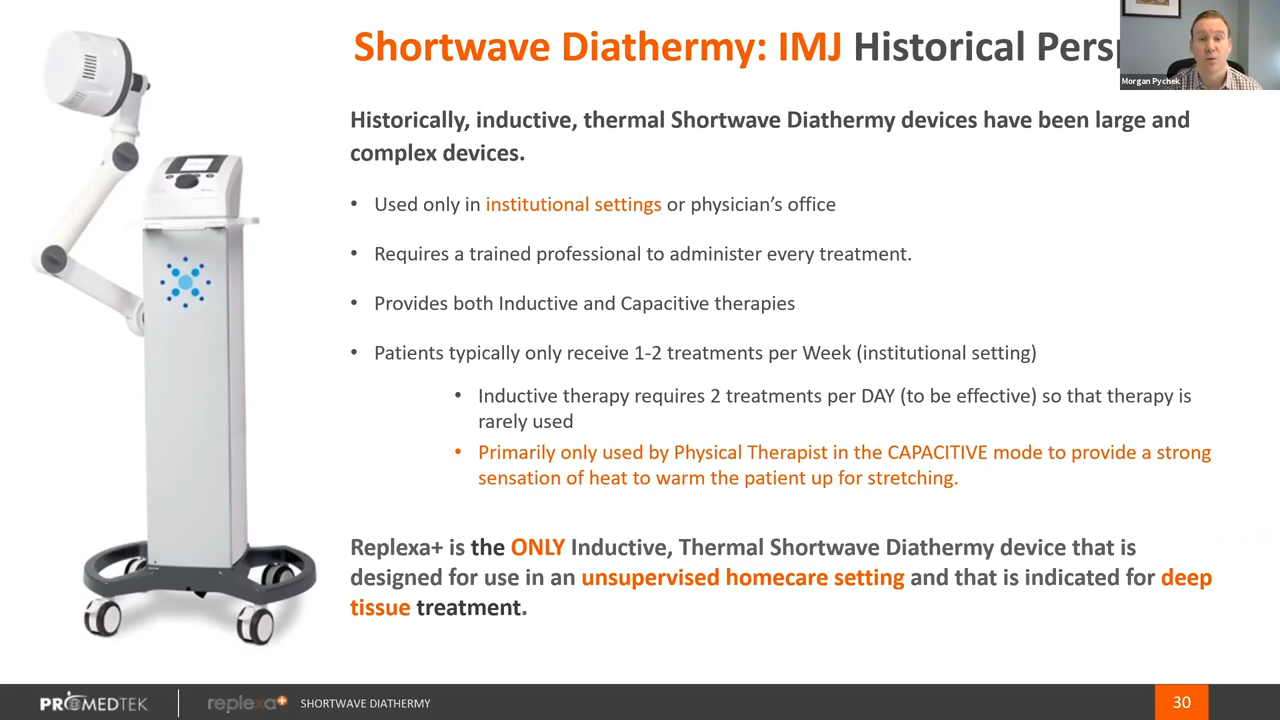 Shortwave Diathermy: IMJ Historical
Morgan Pychek
Historically, inductive, thermal Shortwave Diathermy devices have been large and
complex devices.
• Used only in institutional settings or physician’s office
• Requires a trained professional to administer every treatment.
• Provides both Inductive and Capacitive therapies
• Patients typically only receive 1-2 treatments per Week (institutional setting)
• Inductive therapy requires 2 treatments per DAY (to be effective) so that therapy is
rarely used
• Primarily only used by Physical Therapist in the CAPACITIVE mode to provide a strong
sensation of heat to warm the patient up for stretching.
Replexa+ is the ONLY Inductive, Thermal Shortwave Diathermy device that is
designed for use in an unsupervised homecare setting and that is indicated for deep
tissue treatment.
PROMEDTEK replexa+ SHORTWAVE DIATHERMY 30